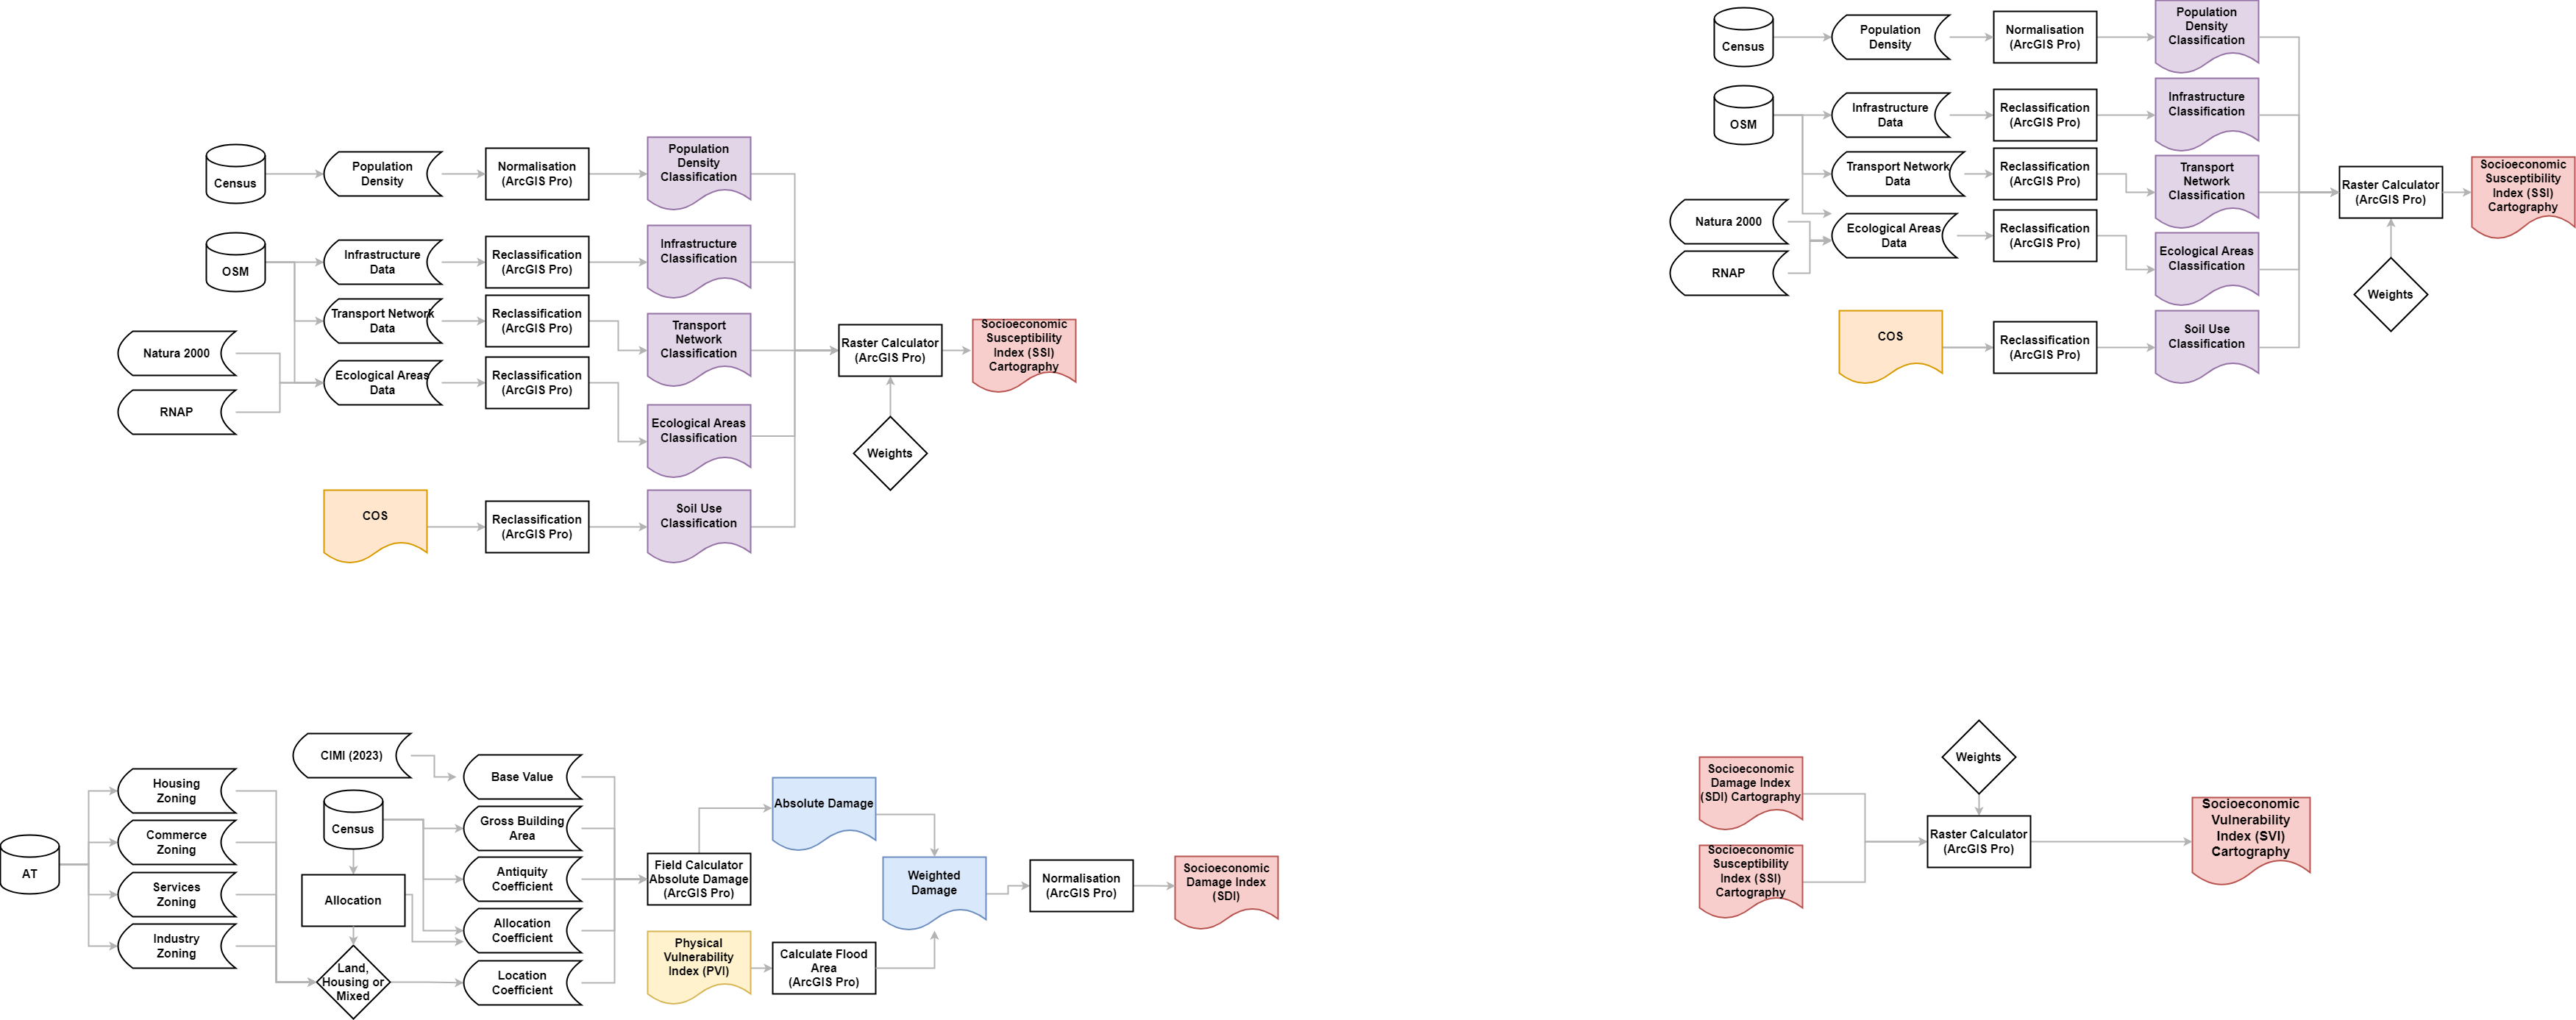 Census
Population
Density
Normalisation
(ArcGIS Pro)
Population
Density
Classification
OSM
Infrastructure
Data
Reclassification
(ArcGIS Pro)
Infrastructure
Classification
Transport Network
Data
Reclassification
(ArcGIS Pro)
Transport
Network
Classification
Natura 2000
RNAP
Ecological Areas
Data
Reclassification
(ArcGIS Pro)
Ecological Areas
Classification
COS
Reclassification
(ArcGIS Pro)
Soil Use
Classification
Raster Calculator
(ArcGIS Pro)
Weights
Socioeconomic
Susceptibility
Index (SSI)
Cartography
Census
Population
Density
Normalisation
(ArcGIS Pro)
Population
Density
Classification
OSM
Infrastructure
Data
Reclassification
(ArcGIS Pro)
Infrastructure
Classification
Transport Network
Data
Reclassification
(ArcGIS Pro)
Transport
Network
Classification
Natura 2000
RNAP
Ecological Areas
Data
Reclassification
(ArcGIS Pro)
Ecological Areas
Classification
COS
Reclassification
(ArcGIS Pro)
Soil Use
Classification
Raster Calculator
(ArcGIS Pro)
Weights
Socioeconomic
Susceptibility
Index (SSI)
Cartography
AT
Housing
Zoning
Commerce
Zoning
Services
Zoning
Industry
Zoning
CIMI (2023)
Census
Allocation
Land,
Housing or
Mixed
Base Value
Gross Building
Area
Antiquity
Coefficient
Allocation
Coefficient
Location
Coefficient
Field Calculator
Absolute Damage
(ArcGIS Pro)
Absolute Damage
Physical
Vulnerability
Index (PVI)
Calculate Flood
Area
(ArcGIS Pro)
Weighted
Damage
Normalisation
(ArcGIS Pro)
Socioeconomic
Damage Index
(SDI)
Socioeconomic
Damage Index
(SDI) Cartography
Socioeconomic
Susceptibility
Index (SSI)
Cartography
Weights
Raster Calculator
(ArcGIS Pro)
Socioeconomic
Vulnerability
Index (SVI)
Cartography